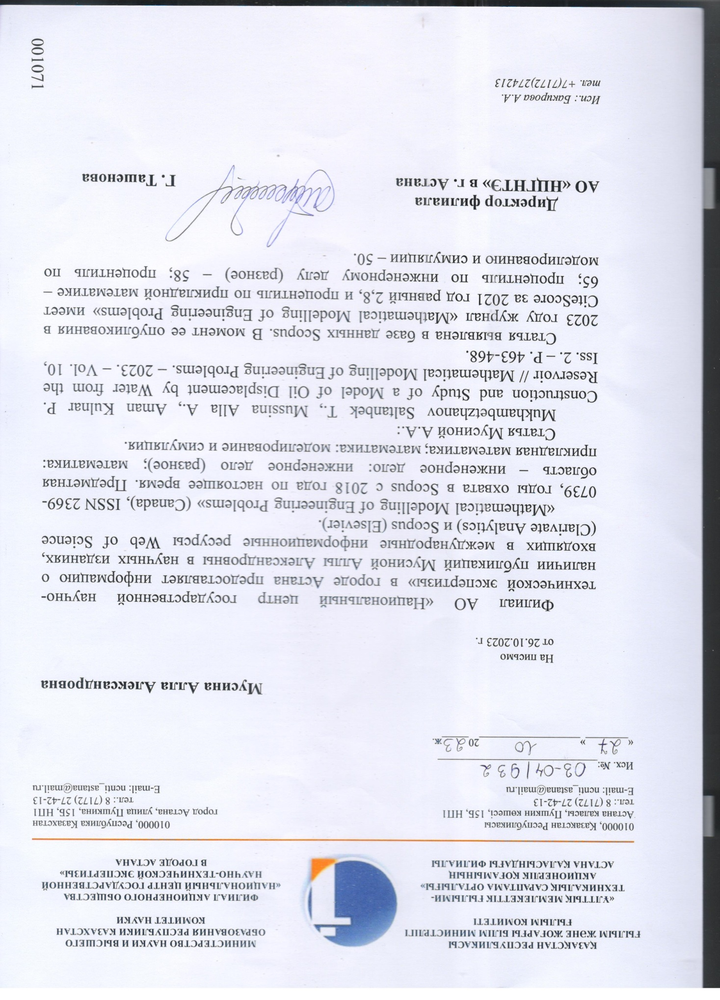 ҚАЗАҚСТАН РЕСПУБЛИКАСЫ
ҒЫЛЫМ ЖӘНЕ ЖОҒАРҒЫ БІЛІМ МИНИСТРЛІГІ
ҒЫЛЫМ КОМИТЕТІ
«ҰЛТТЫҚ МЕМЛЕКЕТТІК ҒЫЛЫМИ-
ТЕХНИКАЛЫҚ САРАПТАМА ОРТАЛЫҒЫ»
АКЦИОНЕРЛІК ҚОҒАМЫНЫҢ
АСТАНА ҚАЛАСЫНДАҒЫ ФИЛИАЛЫ
МИНИСТЕРСТВО НАУКИ И ВЫСШЕГО
ОБРАЗОВАНИЯ РЕСПУБЛИКИ КАЗАХСТАН
КОМИТЕТ НАУКИ
ФИЛИАЛ АКЦИОНЕРНОГО ОБЩЕСТВА
«НАЦИОНАЛЬНЫЙ ЦЕНТР ГОСУДАРСТВЕННОЙ
НАУЧНО-ТЕХНИЧЕСКОЙ ЭКСПЕРТИЗЫ»
В ГОРОДЕ АСТАНА
010000, Қазақстан Республикасы
Астана қаласы, Пушкин көшесі, 15Б, НП1
тел.: 8 (7172) 27-42-13
E-mail: ncnti_astana@mail.ru
010000, Республика Казахстан
город Астана, улица Пушкина, 15Б, НП1
тел.: 8 (7172) 27-42-13
E-mail: ncnti_astana@mail.ru
Исх. №: 03-04/932
«27» 10 2023ж.
Мусина Алла Александровна
На письмо
от 26.10.2023 г.
Филиал АО «Национальный центр государственной научно-
технической экспертизы» в городе Астана предоставляет информацию о
наличии публикаций Мусиной Аллы Александровны в научных изданиях,
входящих в международные информационные ресурсы Web of Science
(Clarivate Analytics) и Scopus (Elsevier).
«Mathematical Modelling of Engineering Problems» (Canada), ISSN 2369-
0739, годы охвата в Scopus с 2018 года по настоящее время. Предметная
область – инженерное дело: инженерное дело (разное); математика:
прикладная математика; математика: моделирование и симуляция.
Статья Мусиной А.А.:
Mukhambetzhanov Saltanbek T., Mussina Alla A., Aman Kulnar P.
Construction and Study of a Model of Oil Displacement by Water from the
Reservoir // Mathematical Modelling of Engineering Problems. – 2023. – Vol. 10,
Iss. 2. – P. 463-468.
Статья выявлена в базе данных Scopus. В момент ее опубликования в
2023 году журнал «Mathematical Modelling of Engineering Problems» имеет
CiteScore за 2021 год равный 2,8, и процентиль по прикладной математике –
65; процентиль по инженерному делу (разное) – 58; процентиль по
моделированию и симуляции – 50.
Директор филиала
АО «НЦГНТЭ» в г. Астана
Г. Ташенова
Исп.: Бакирова А.А.
тел. +7(7172)274213
001071